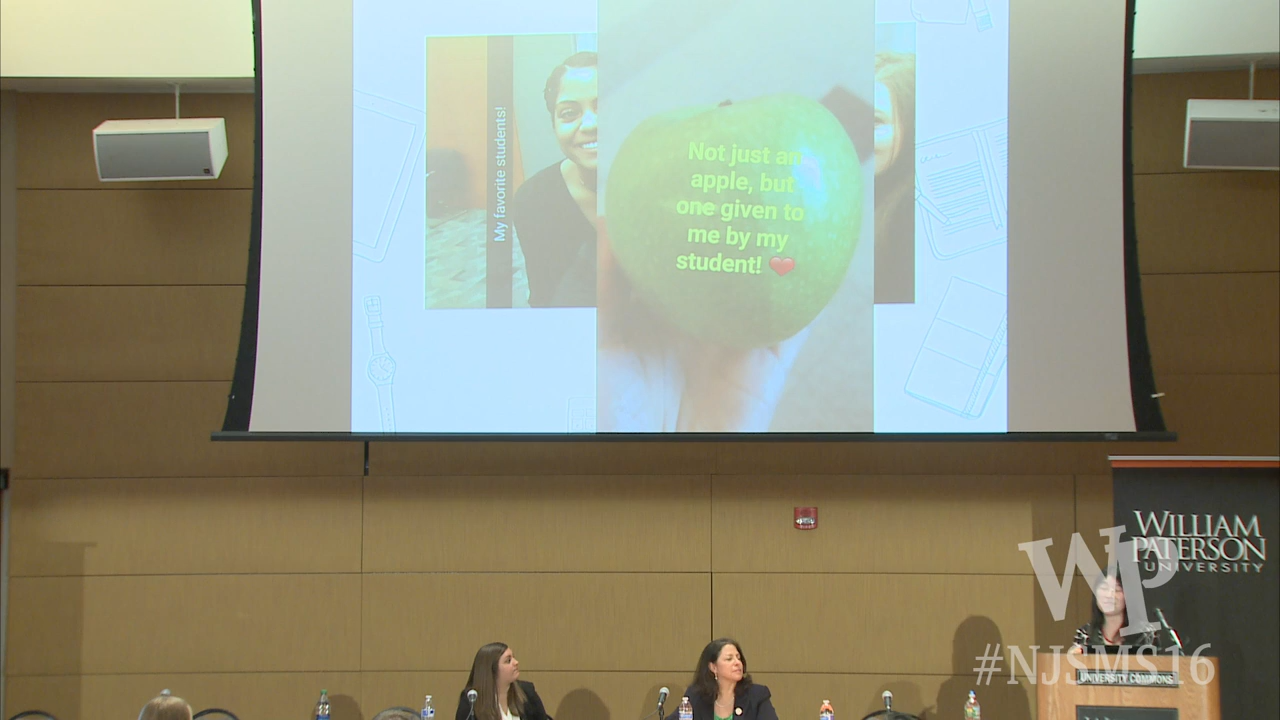 My favorite students!
Not just an
apple, but
one given to
me by my
student! ❤
WILLIAM
PATERSON
UNIVERSITY
WP
#NJSMS16
UNIVERSITY COMMONS